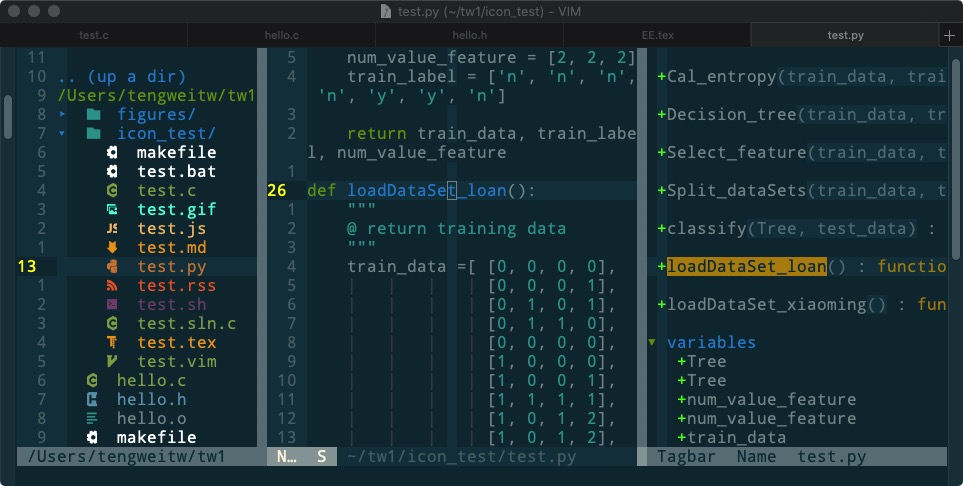 test.py (~/tw1/icon_test) - VIM
test.c hello.c hello.h EE.tex test.py +
11
10 .. (up a dir)
9 /Users/tengweitw/tw1
8 ▸ figures/
7 ▾ icon_test/
6 makefile
5 test.bat
4 test.c
3 test.gif
2 test.js
1 test.md
13 test.py
1 test.rss
2 test.sh
3 test.sln.c
4 test.tex
5 test.vim
6 hello.c
7 hello.h
8 hello.o
9 makefile
/Users/tengweitw/tw1
5 num_value_feature = [2, 2, 2]
4 train_label = ['n', 'n', 'n',
'n', 'y', 'y', 'n']
3
2 return train_data, train_labe
l, num_value_feature
1
26 def loadDataSet_loan():
1 """
2 @ return training data
3 """
4 train_data =[ [0, 0, 0, 0],
5 | | | | [0, 0, 0, 1],
6 | | | | [0, 1, 0, 1],
7 | | | | [0, 1, 1, 0],
8 | | | | [0, 0, 0, 0],
9 | | | | [1, 0, 0, 0],
10 | | | | [1, 0, 0, 1],
11 | | | | [1, 1, 1, 1],
12 | | | | [1, 0, 1, 2],
13 | | | | [1, 0, 1, 2],
N… S ~/tw1/icon_test/test.py
+Cal_entropy(train_data, trai
+Decision_tree(train_data, tr
+Select_feature(train_data, t
+Split_dataSets(train_data, t
+classify(Tree, test_data) :
+loadDataSet_loan() : functio
+loadDataSet_xiaoming() : fun
▼ variables
+Tree
+Tree
+num_value_feature
+num_value_feature
+train_data
Tagbar Name test.py